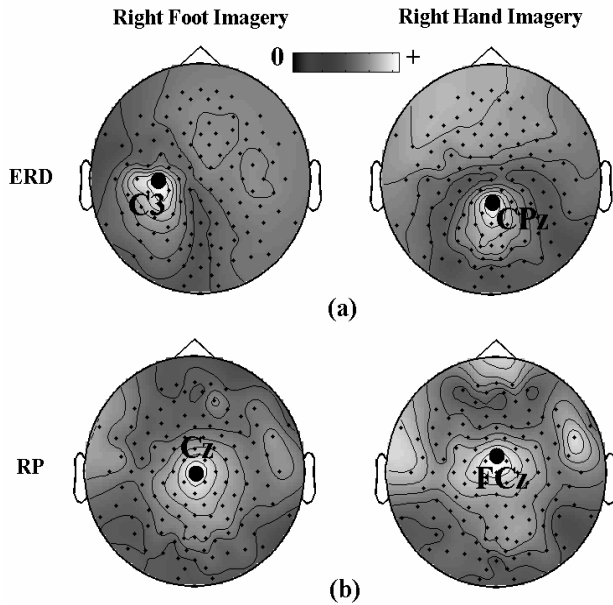 Right Foot Imagery Right Hand Imagery
0 +
ERD
C3
CPz
(a)
Cz
RP
FCz
(b)